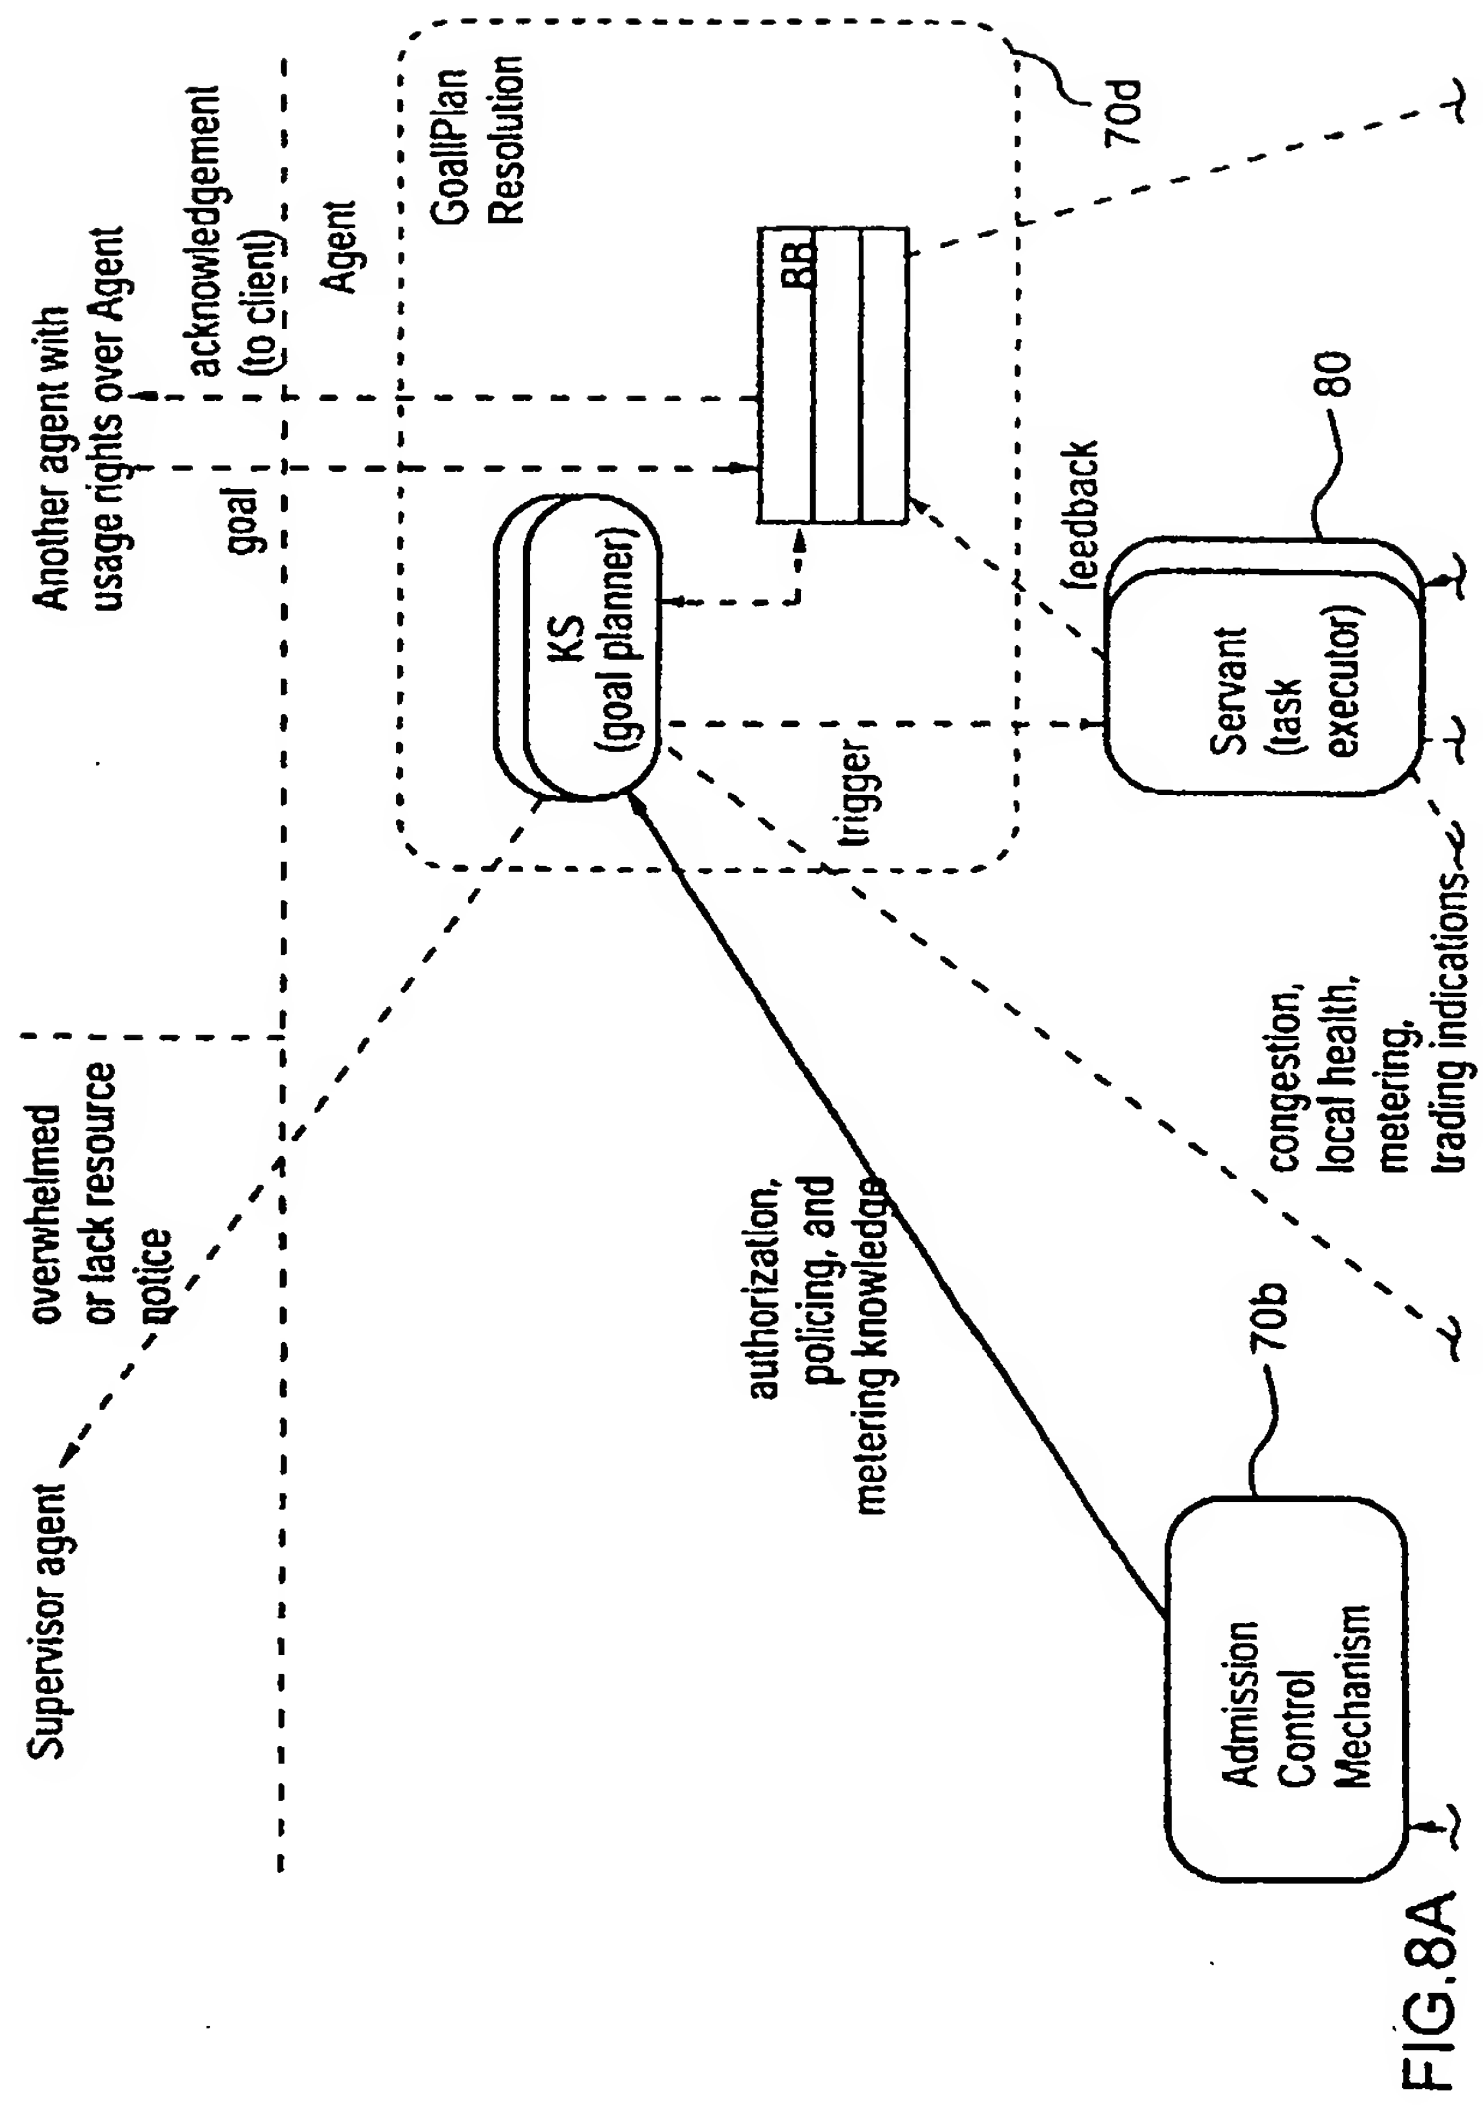 Supervisor agent
overwhelmed
or lack resource
notice
Another agent with
usage rights over Agent
goal
acknowledgement
(to client)
Agent
GoallPlan
Resolution
KS
(goal planner)
BB
70d
trigger
feedback
authorization,
policing, and
metering knowledge
Servant
(task
executor)
80
congestion,
local health,
metering,
trading indications
Admission
Control
Mechanism
70b
FIG.8A